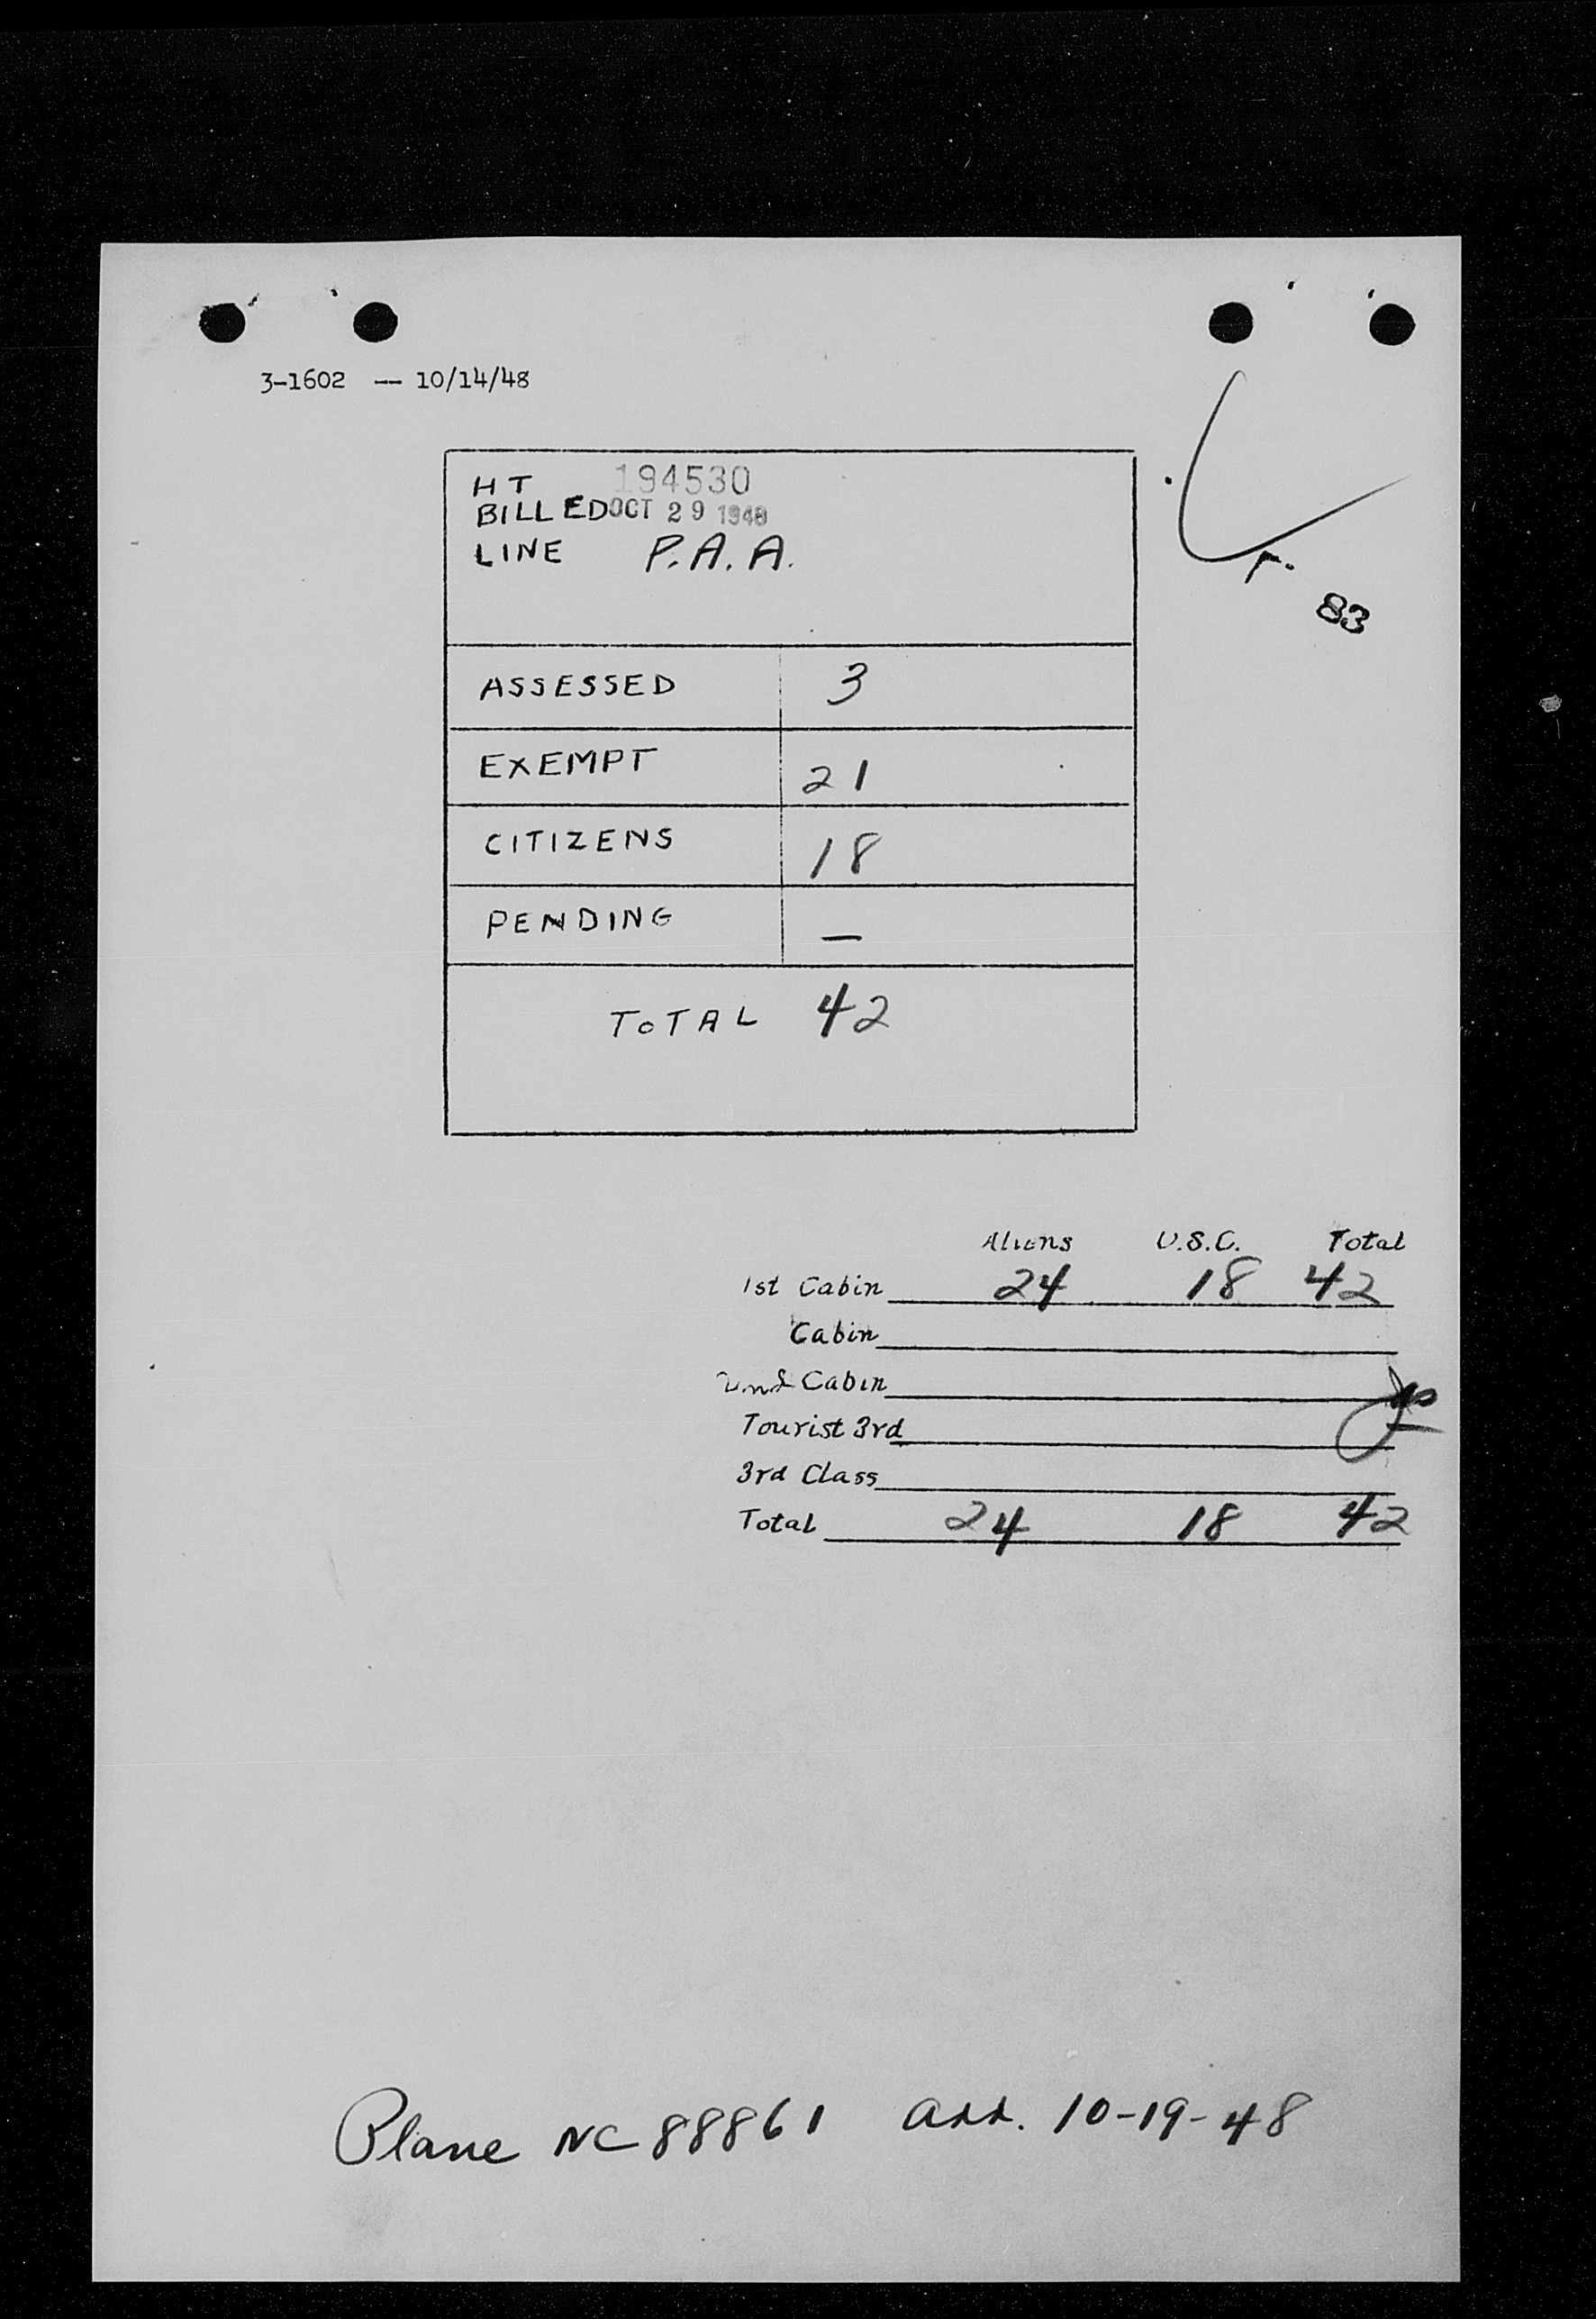 3-1602 — 10/14/48
HT 194530
BILLED OCT 29 1948
LINE P.A.A.
83
ASSESSED 3
EXEMPT 21
CITIZENS 18
PENDING —
TOTAL 42
Aliens U.S.C. Total
1st Cabin 24 18 42
Cabin
Cabin
Tourist 3rd
3rd Class
Total 24 18 42
Plane NC 88861 arr. 10-19-48